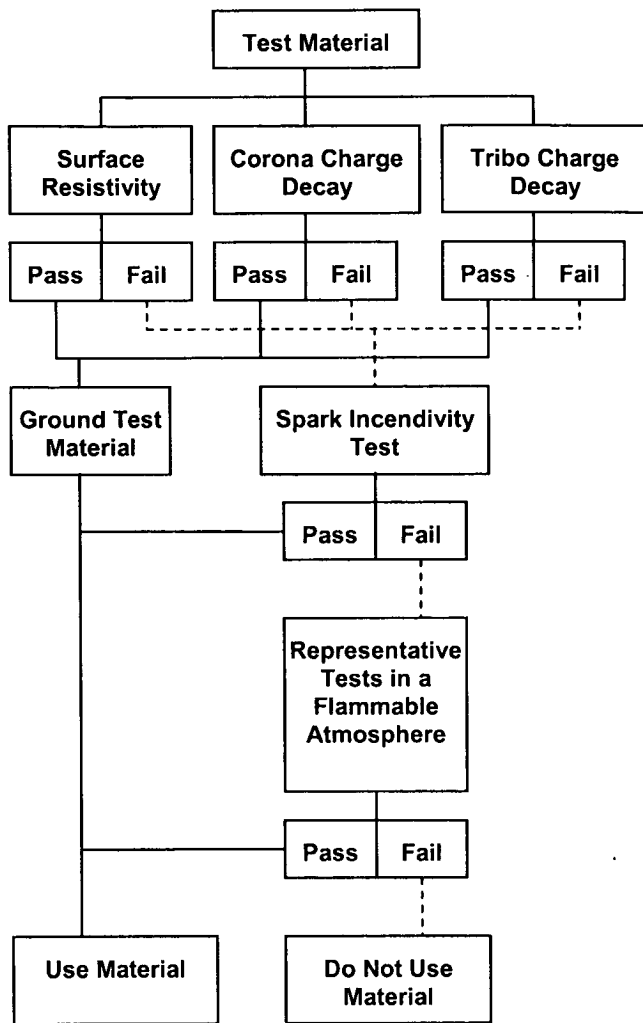 Test Material
Surface
Resistivity
Corona Charge
Decay
Tribo Charge
Decay
Pass Fail
Pass Fail
Pass Fail
Ground Test
Material
Spark Incendivity
Test
Pass Fail
Representative
Tests in a
Flammable
Atmosphere
Pass Fail
Use Material
Do Not Use
Material